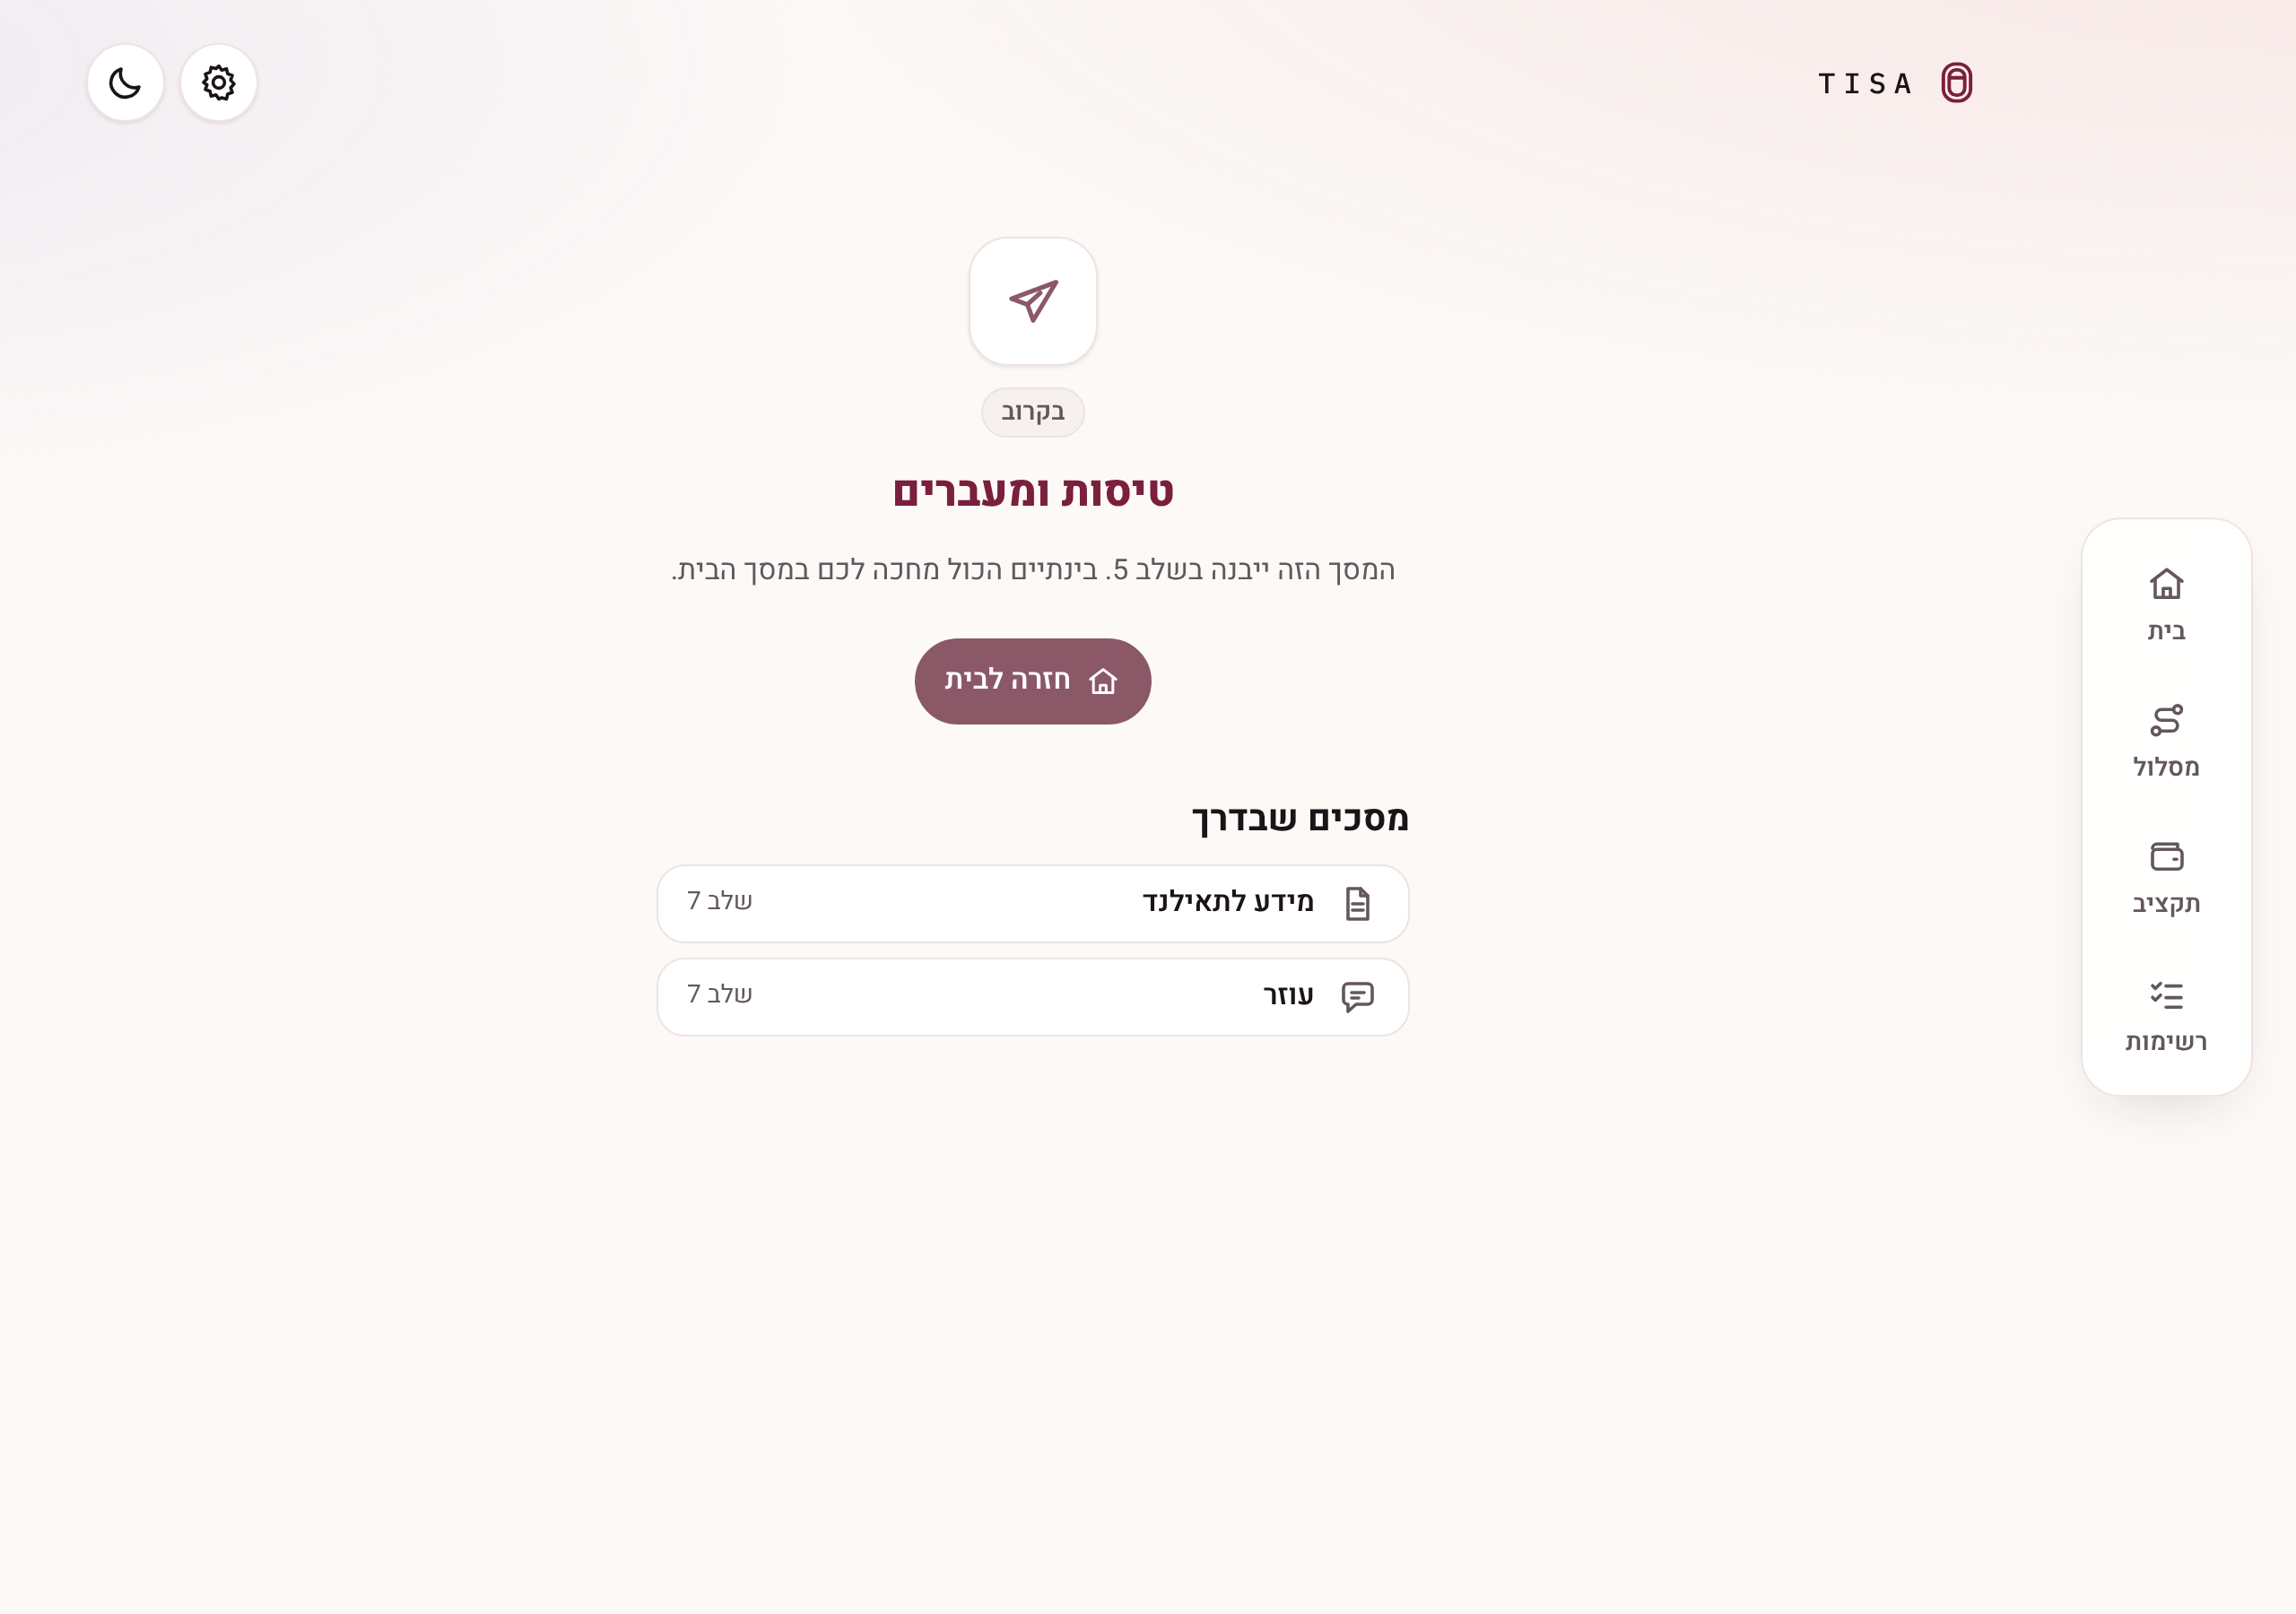 TISA
בקרוב
טיסות ומעברים
המסך הזה ייבנה בשלב 5. בינתיים הכול מחכה לכם במסך הבית.
חזרה לבית
מסכים שבדרך
מידע לתאילנד
שלב 7
עוזר
שלב 7
בית
מסלול
תקציב
רשימות